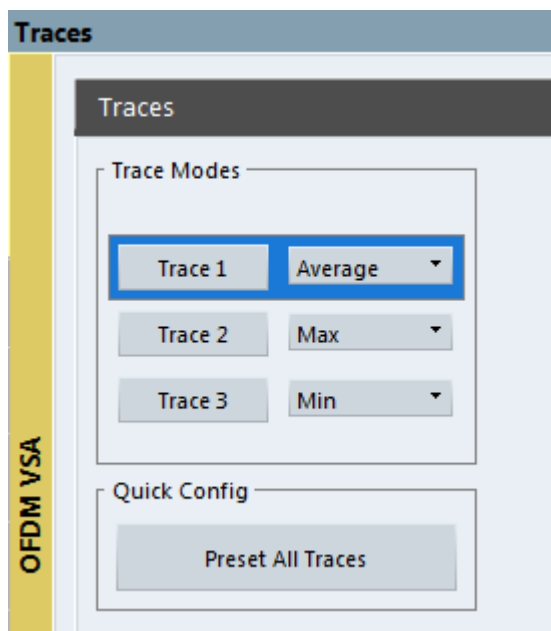 Traces
Traces
Trace Modes
Trace 1 Average
Trace 2 Max
Trace 3 Min
OFDM VSA
Quick Config
Preset All Traces